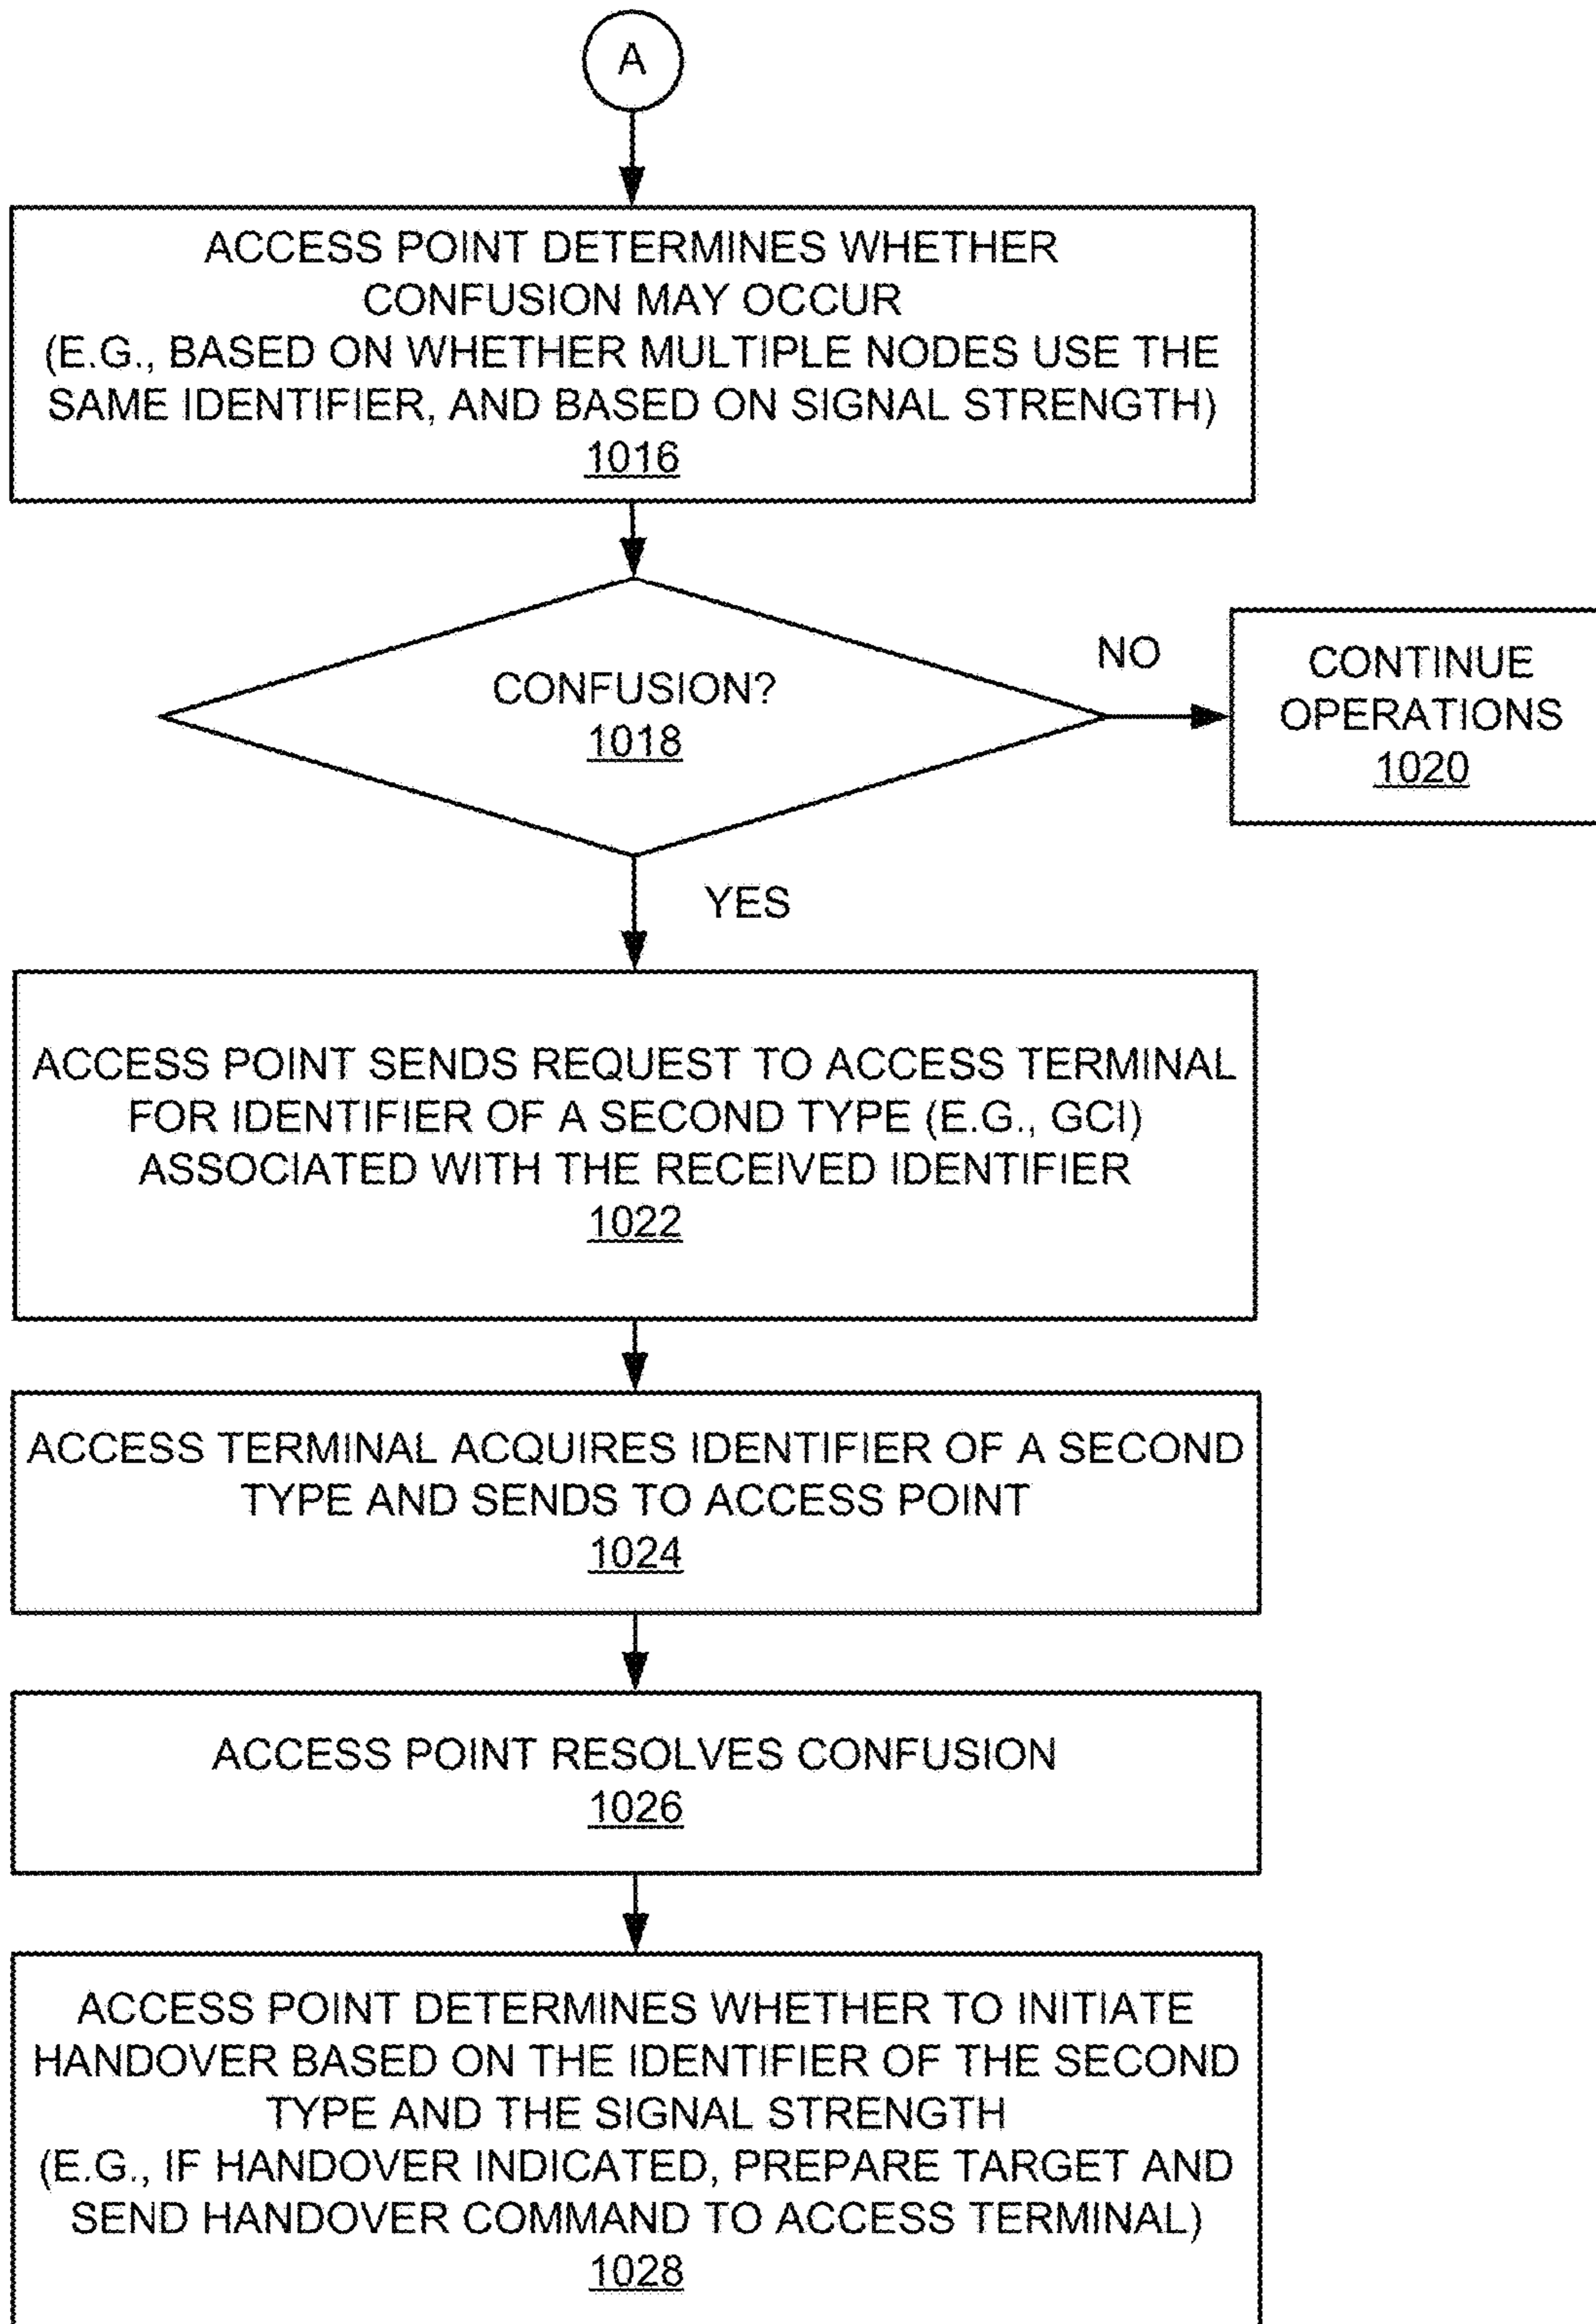 A
ACCESS POINT DETERMINES WHETHER
CONFUSION MAY OCCUR
(E.G., BASED ON WHETHER MULTIPLE NODES USE THE
SAME IDENTIFIER, AND BASED ON SIGNAL STRENGTH)
1016
CONFUSION?
1018
NO
CONTINUE
OPERATIONS
1020
YES
ACCESS POINT SENDS REQUEST TO ACCESS TERMINAL
FOR IDENTIFIER OF A SECOND TYPE (E.G., GCI)
ASSOCIATED WITH THE RECEIVED IDENTIFIER
1022
ACCESS TERMINAL ACQUIRES IDENTIFIER OF A SECOND
TYPE AND SENDS TO ACCESS POINT
1024
ACCESS POINT RESOLVES CONFUSION
1026
ACCESS POINT DETERMINES WHETHER TO INITIATE
HANDOVER BASED ON THE IDENTIFIER OF THE SECOND
TYPE AND THE SIGNAL STRENGTH
(E.G., IF HANDOVER INDICATED, PREPARE TARGET AND
SEND HANDOVER COMMAND TO ACCESS TERMINAL)
1028